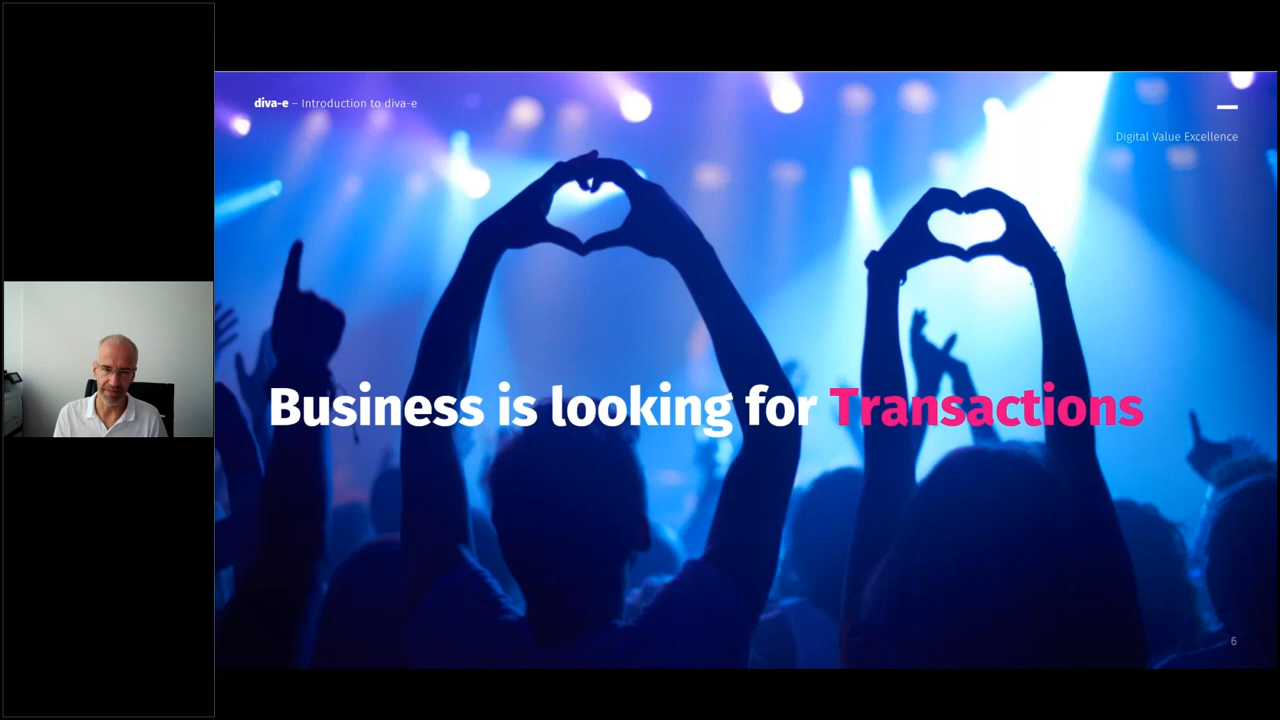 diva-e – Introduction to diva-e
Digital Value Excellence
Business is looking for Transactions
6